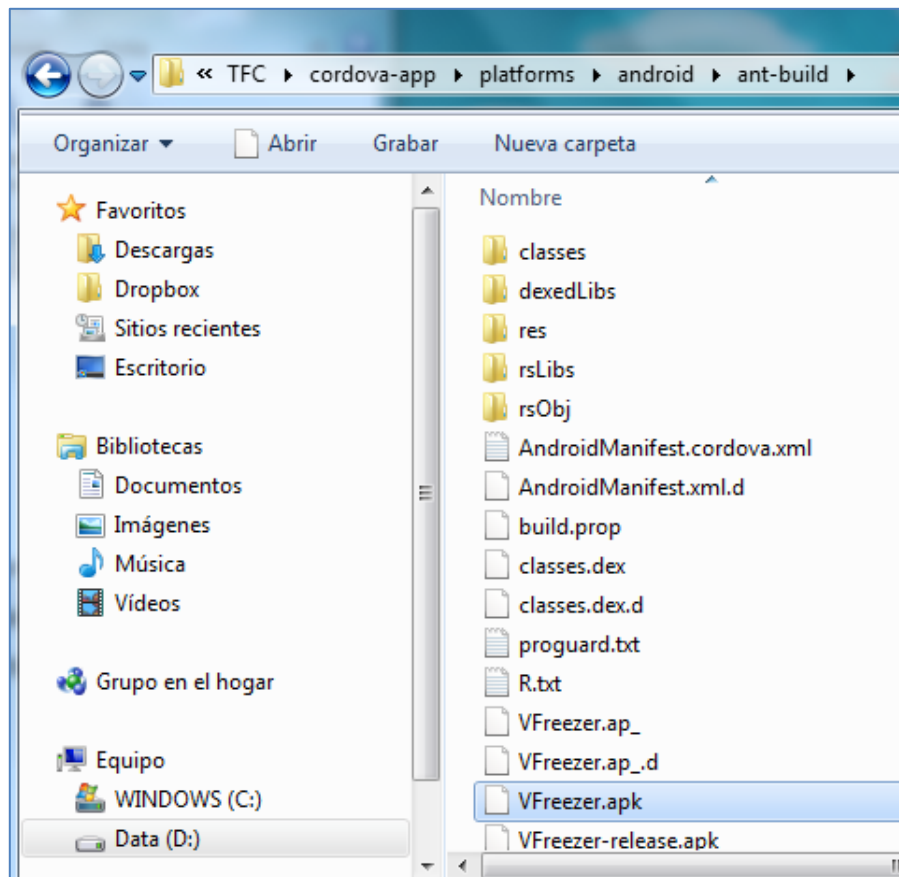 « TFC ▸ cordova-app ▸ platforms ▸ android ▸ ant-build ▸
Organizar Abrir Grabar Nueva carpeta
Favoritos
Descargas
Dropbox
Sitios recientes
Escritorio
Bibliotecas
Documentos
Imágenes
Música
Vídeos
Grupo en el hogar
Equipo
WINDOWS (C:)
Data (D:)
Nombre
classes
dexedLibs
res
rsLibs
rsObj
AndroidManifest.cordova.xml
AndroidManifest.xml.d
build.prop
classes.dex
classes.dex.d
proguard.txt
R.txt
VFreezer.ap_
VFreezer.ap_.d
VFreezer.apk
VFreezer-release.apk